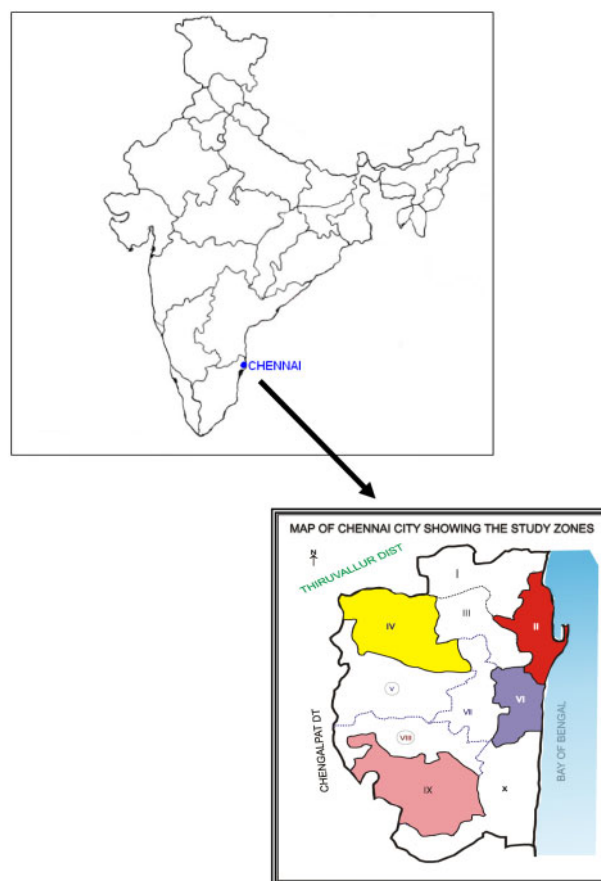 CHENNAI
MAP OF CHENNAI CITY SHOWING THE STUDY ZONES
N
THIRUVALLUR DIST
I
III
II
IV
V
VI
VII
VIII
IX
X
CHENGALPAT DT
BAY OF BENGAL